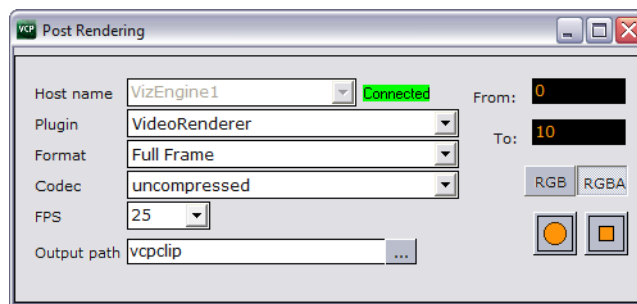 VCP Post Rendering
Host name VizEngine1 Connected From: 0
Plugin VideoRenderer To: 10
Format Full Frame
Codec uncompressed RGB RGBA
FPS 25
Output path vcpclip ...